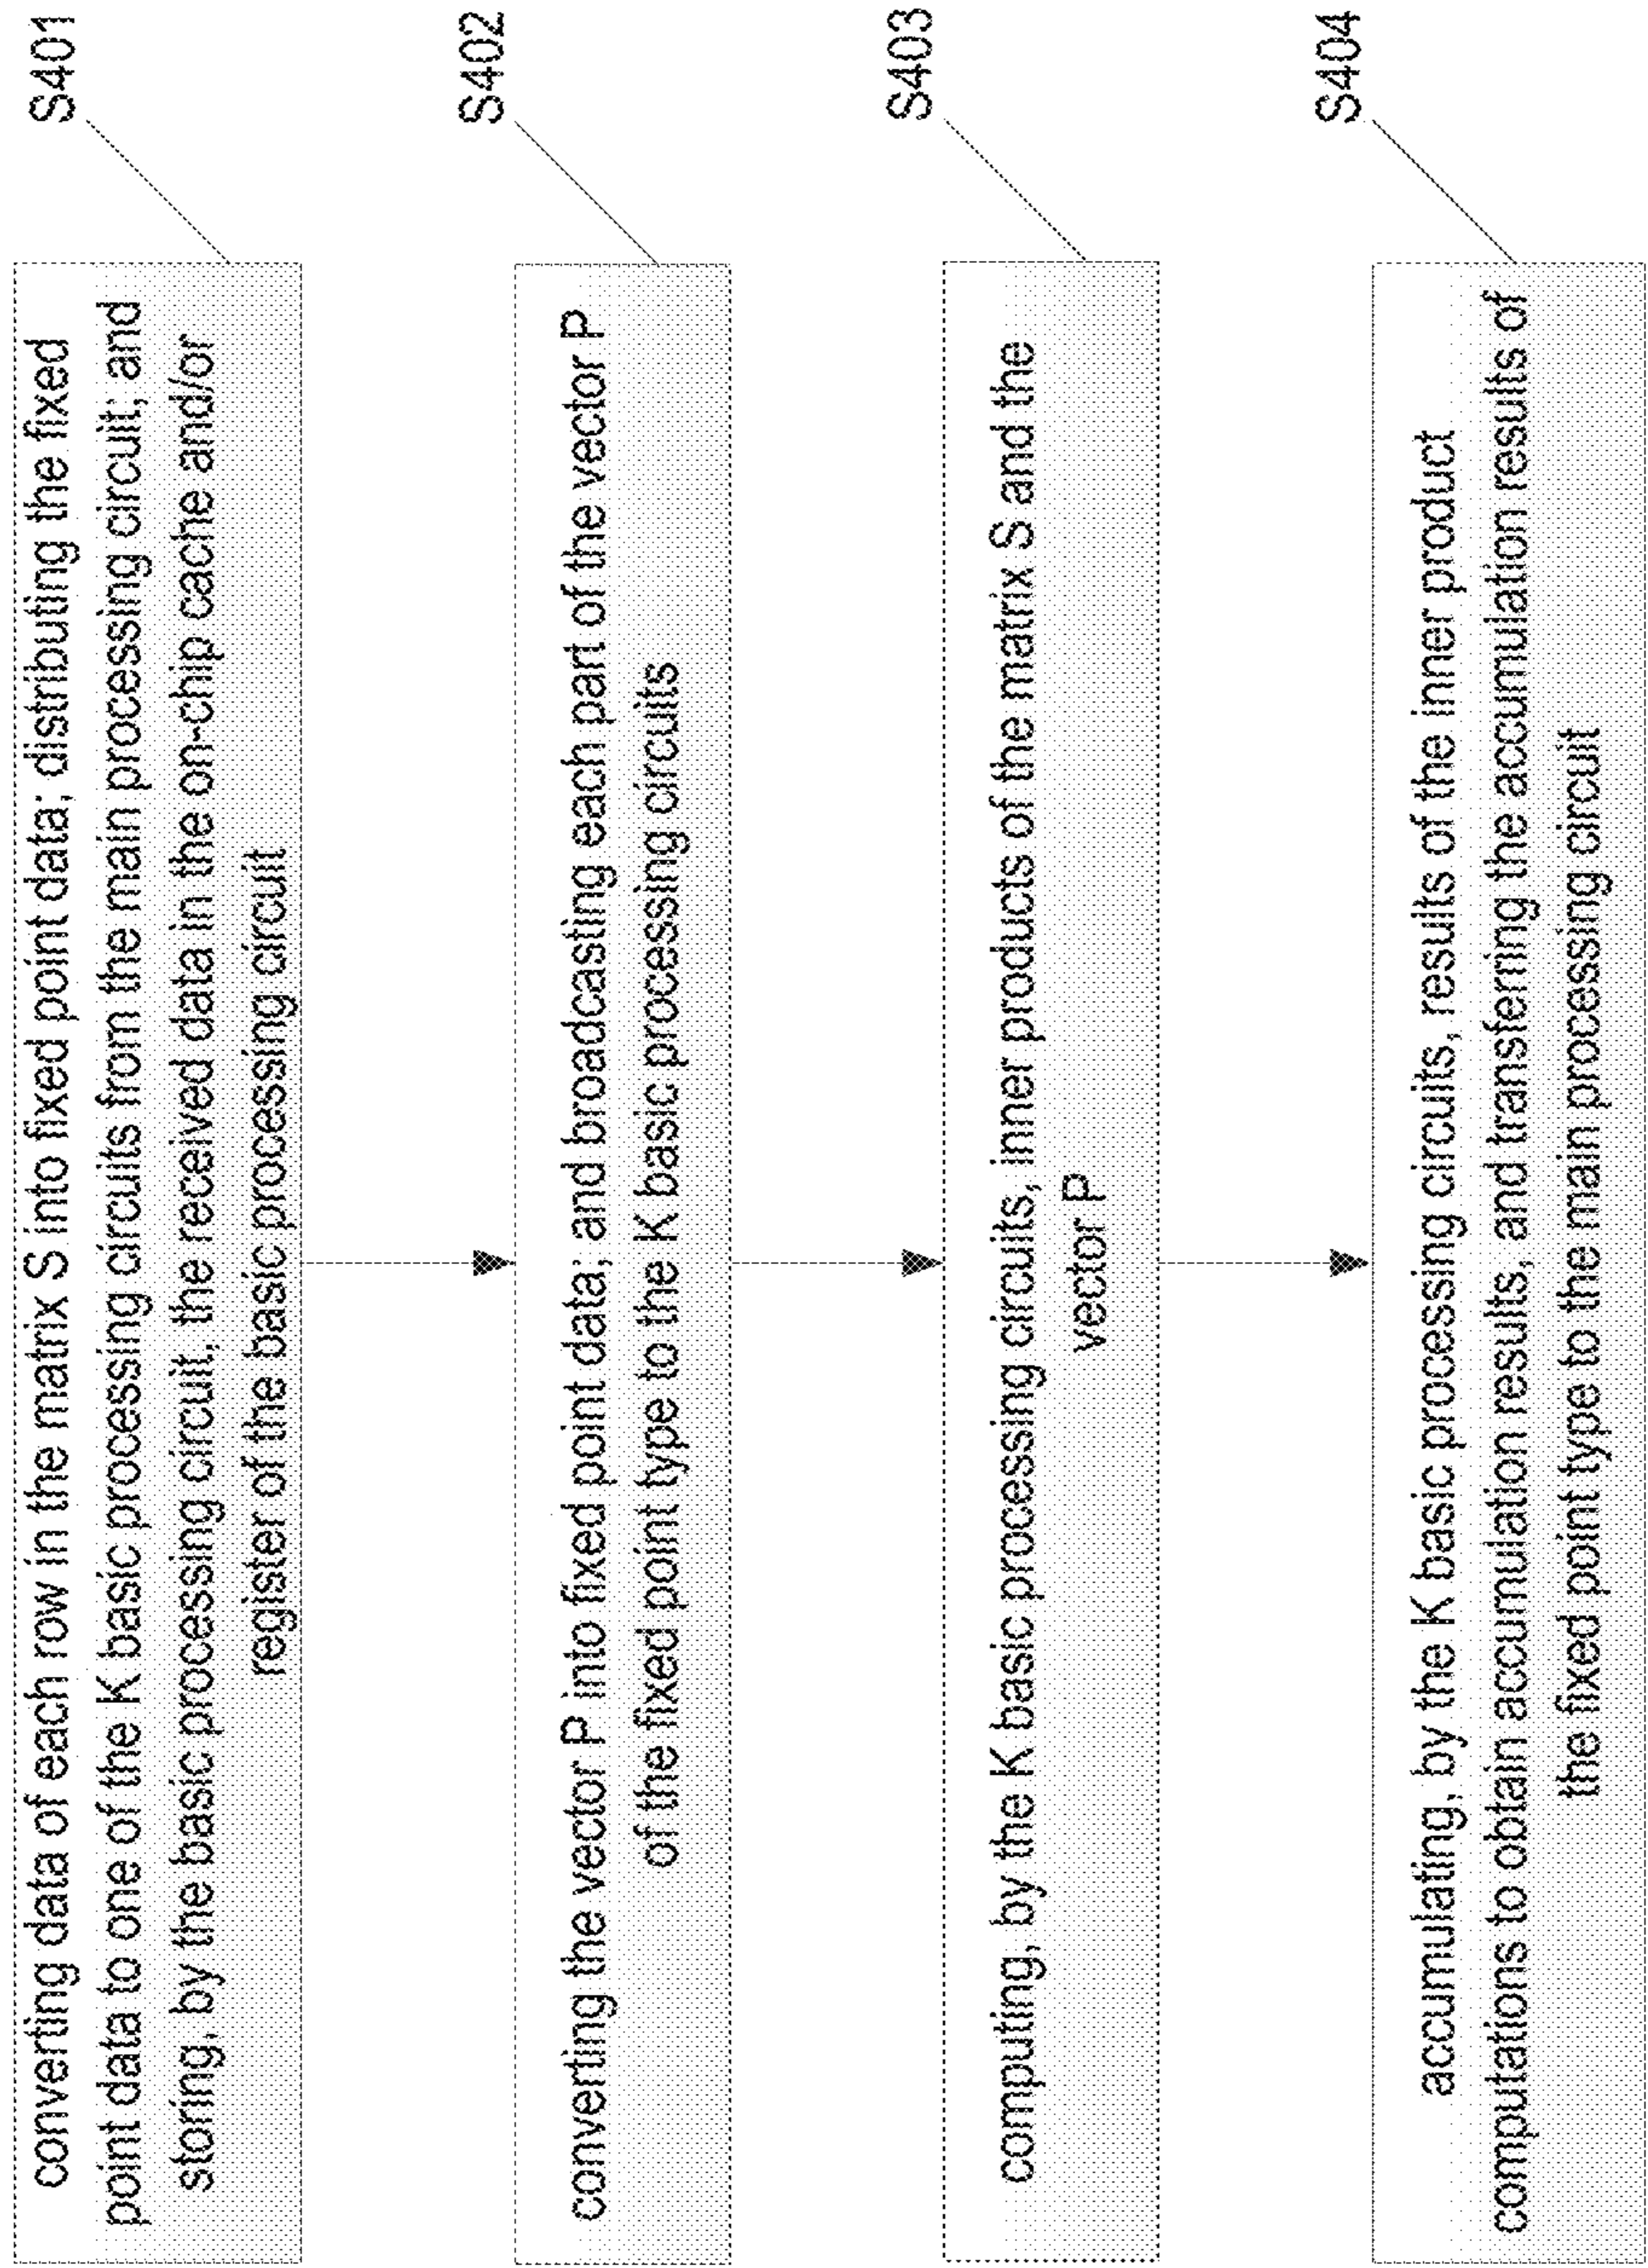 S401
converting data of each row in the matrix S into fixed point data; distributing the fixed
point data to one of the K basic processing circuits from the main processing circuit; and
storing, by the basic processing circuit, the received data in the on-chip cache and/or
register of the basic processing circuit
S402
converting the vector P into fixed point data; and broadcasting each part of the vector P
of the fixed point type to the K basic processing circuits
S403
computing, by the K basic processing circuits, inner products of the matrix S and the
vector P
S404
accumulating, by the K basic processing circuits, results of the inner product
computations to obtain accumulation results, and transferring the accumulation results of
the fixed point type to the main processing circuit